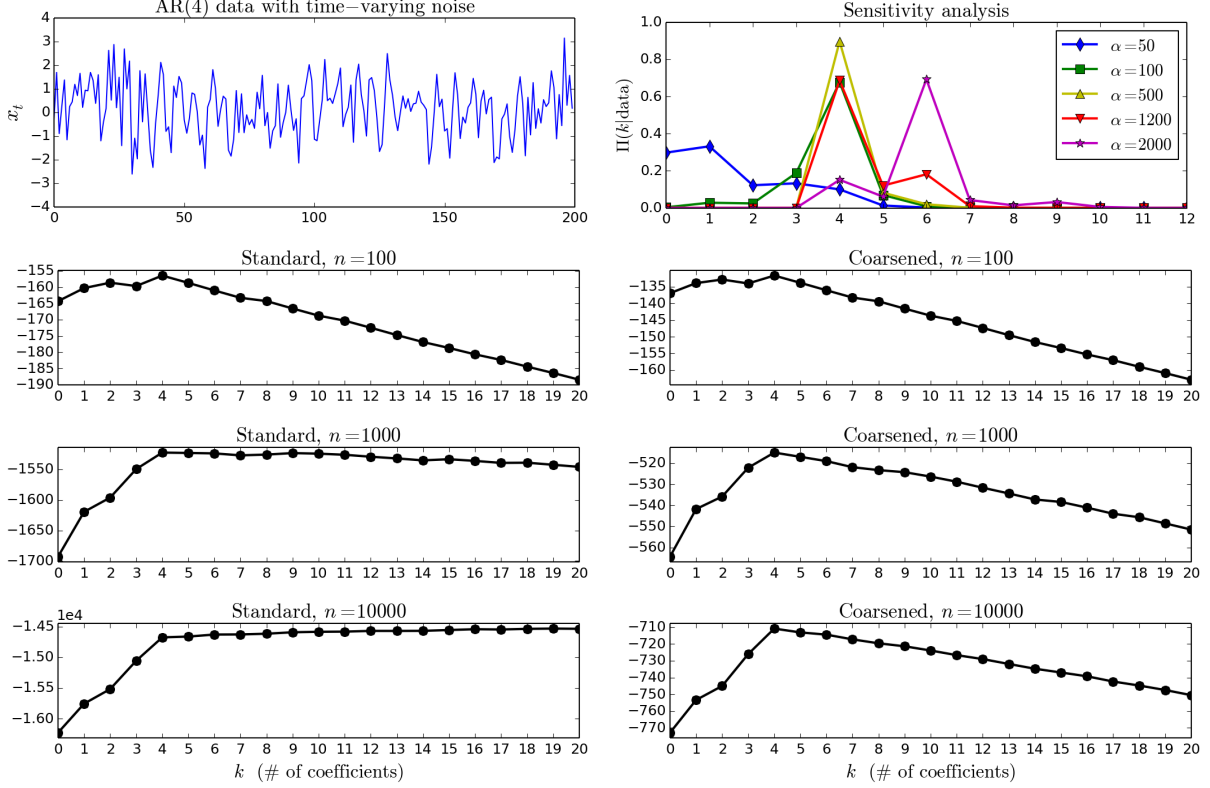 AR(4) data with time−varying noise
4
3
2
1
0
−1
−2
−3
−4
x_t
0 50 100 150 200
Sensitivity analysis
1.0
0.8
0.6
0.4
0.2
0.0
Π(k|data)
α=50
α=100
α=500
α=1200
α=2000
0 1 2 3 4 5 6 7 8 9 10 11 12
Standard, n=100
−155
−160
−165
−170
−175
−180
−185
−190
0 1 2 3 4 5 6 7 8 9 10 11 12 13 14 15 16 17 18 19 20
Coarsened, n=100
−135
−140
−145
−150
−155
−160
0 1 2 3 4 5 6 7 8 9 10 11 12 13 14 15 16 17 18 19 20
Standard, n=1000
−1550
−1600
−1650
−1700
0 1 2 3 4 5 6 7 8 9 10 11 12 13 14 15 16 17 18 19 20
Coarsened, n=1000
−520
−530
−540
−550
−560
0 1 2 3 4 5 6 7 8 9 10 11 12 13 14 15 16 17 18 19 20
Standard, n=10000
1e4
−1.45
−1.50
−1.55
−1.60
0 1 2 3 4 5 6 7 8 9 10 11 12 13 14 15 16 17 18 19 20
k (# of coefficients)
Coarsened, n=10000
−710
−720
−730
−740
−750
−760
−770
0 1 2 3 4 5 6 7 8 9 10 11 12 13 14 15 16 17 18 19 20
k (# of coefficients)